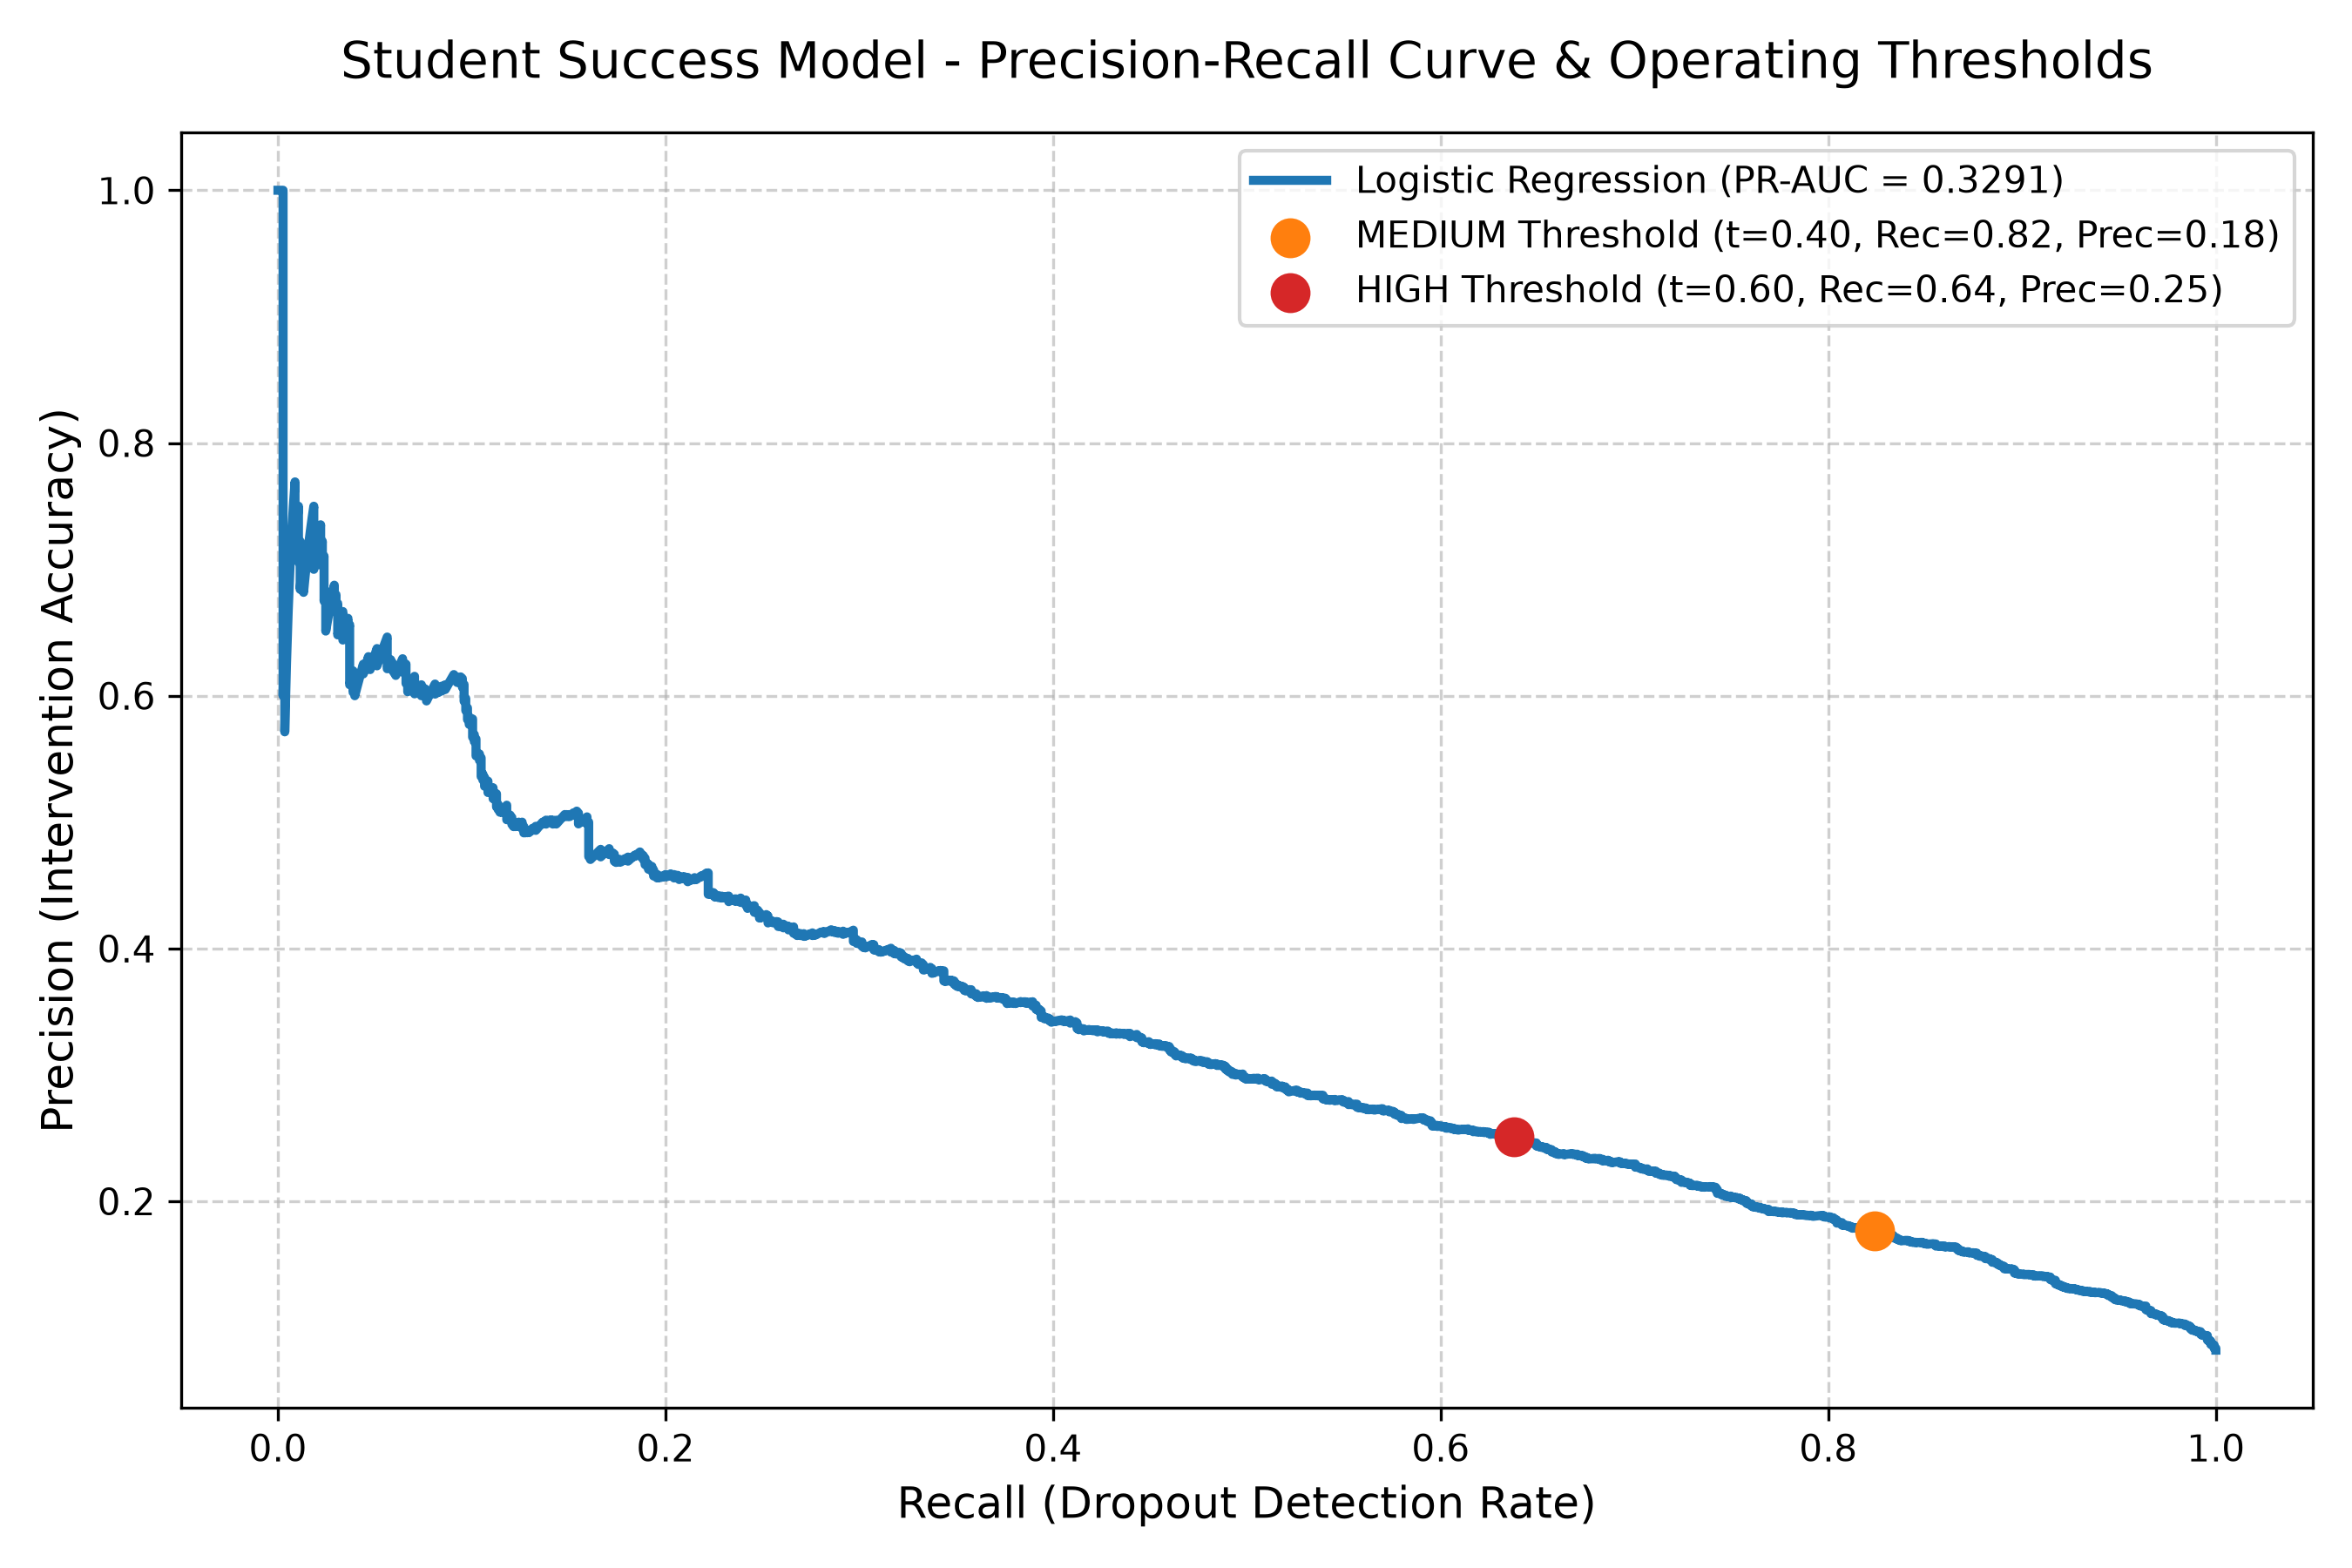 Student Success Model - Precision-Recall Curve & Operating Thresholds
Logistic Regression (PR-AUC = 0.3291)
MEDIUM Threshold (t=0.40, Rec=0.82, Prec=0.18)
HIGH Threshold (t=0.60, Rec=0.64, Prec=0.25)
Precision (Intervention Accuracy)
1.0
0.8
0.6
0.4
0.2
0.0 0.2 0.4 0.6 0.8 1.0
Recall (Dropout Detection Rate)